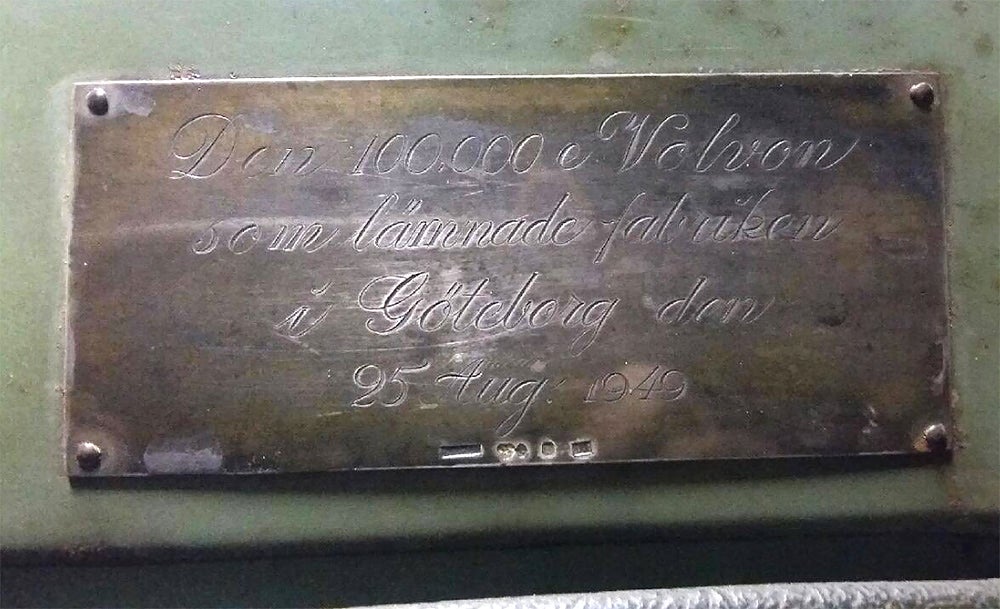 Den 100.000 e Volvon
som lämnade fabriken
i Göteborg den
25 Aug. 1949